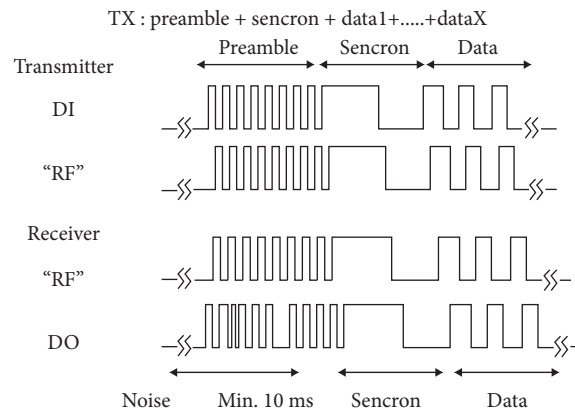 TX : preamble + sencron + data1+.....+dataX
Preamble Sencron Data
Transmitter
DI
“RF”
Receiver
“RF”
DO
Noise Min. 10 ms Sencron Data